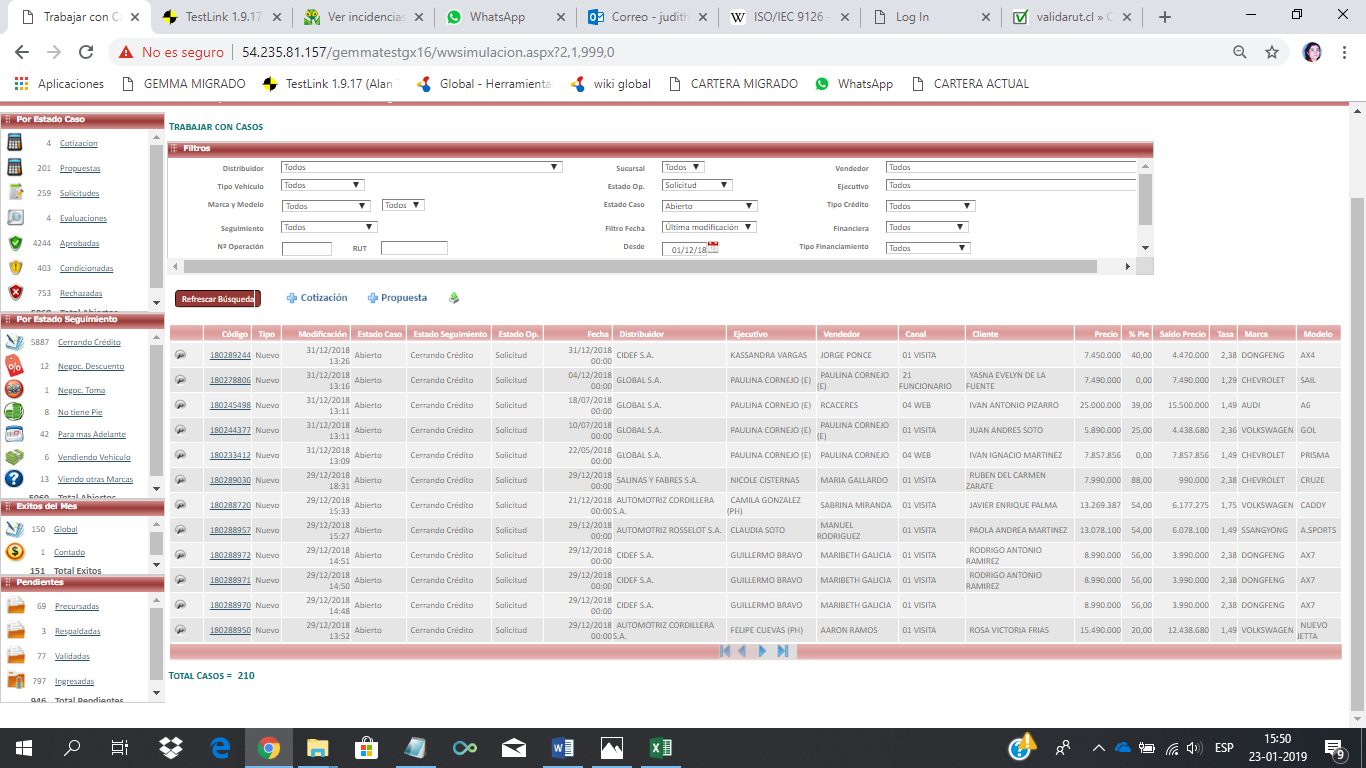 Trabajar con C
TestLink 1.9.17
Ver incidencias
WhatsApp
Correo - judith
ISO/IEC 9126 -
Log In
validarut.cl » C
No es seguro | 54.235.81.157/gemmatestgx16/wwsimulacion.aspx?2,1,999,0
Aplicaciones GEMMA MIGRADO TestLink 1.9.17 (Alan Global - Herramienta wiki global CARTERA MIGRADO WhatsApp CARTERA ACTUAL
Por Estado Caso
4 Cotizacion
201 Propuestas
259 Solicitudes
4 Evaluaciones
4244 Aprobadas
403 Condicionadas
753 Rechazadas
Total Abiertos
Por Estado Seguimiento
5887 Cerrando Crédito
12 Negoc. Descuento
1 Negoc. Toma
8 No tiene Pie
42 Para mas Adelante
6 Vendiendo Vehículo
13 Viendo otras Marcas
Total Abiertos
Exitos del Mes
150 Global
1 Contado
151 Total Exitos
Pendientes
69 Precursadas
3 Respaldadas
77 Validadas
797 Ingresadas
946 Total Pendientes
TRABAJAR CON CASOS
Filtros
Distribuidor Todos Sucursal Todos Vendedor Todos
Tipo Vehículo Todos Estado Op. Solicitud Ejecutivo Todos
Marca y Modelo Todos Todos Estado Caso Abierto Tipo Crédito Todos
Seguimiento Todos Filtro Fecha Última modificación Financiera Todos
Nº Operación RUT Desde 01/12/18 Tipo Financiamiento Todos
Refrescar Búsqueda Cotización Propuesta
Código Tipo Modificación Estado Caso Estado Seguimiento Estado Op. Fecha Distribuidor Ejecutivo Vendedor Canal Cliente Precio % Pie Saldo Precio Tasa Marca Modelo
180289244 Nuevo 31/12/2018 13:26 Abierto Cerrando Crédito Solicitud 31/12/2018 00:00 CIDEF S.A. KASSANDRA VARGAS JORGE PONCE 01 VISITA 7.450.000 40,00 4.470.000 2,38 DONGFENG AX4
180278806 Nuevo 31/12/2018 13:16 Abierto Cerrando Crédito Solicitud 04/12/2018 00:00 GLOBAL S.A. PAULINA CORNEJO (E) PAULINA CORNEJO (E) 21 FUNCIONARIO YASNA EVELYN DE LA FUENTE 7.490.000 0,00 7.490.000 1,29 CHEVROLET SAIL
180245498 Nuevo 31/12/2018 13:11 Abierto Cerrando Crédito Solicitud 18/07/2018 00:00 GLOBAL S.A. PAULINA CORNEJO (E) RCACERES 04 WEB IVAN ANTONIO PIZARRO 25.000.000 39,00 15.500.000 1,49 AUDI A6
180244377 Nuevo 31/12/2018 13:11 Abierto Cerrando Crédito Solicitud 10/07/2018 00:00 GLOBAL S.A. PAULINA CORNEJO (E) PAULINA CORNEJO (E) 01 VISITA JUAN ANDRES SOTO 5.890.000 25,00 4.438.680 2,36 VOLKSWAGEN GOL
180233412 Nuevo 31/12/2018 13:09 Abierto Cerrando Crédito Solicitud 22/05/2018 00:00 GLOBAL S.A. PAULINA CORNEJO (E) PAULINA CORNEJO (E) 04 WEB IVAN IGNACIO MARTINEZ 7.857.856 0,00 7.857.856 1,49 CHEVROLET PRISMA
180289030 Nuevo 29/12/2018 18:31 Abierto Cerrando Crédito Solicitud 29/12/2018 00:00 SALINAS Y FABRES S.A. NICOLE CISTERNAS MARIA GALLARDO 01 VISITA RUBEN DEL CARMEN ZARATE 7.990.000 88,00 990.000 2,38 CHEVROLET CRUZE
180288720 Nuevo 29/12/2018 15:33 Abierto Cerrando Crédito Solicitud 21/12/2018 00:00 AUTOMOTRIZ CORDILLERA S.A. CAMILA GONZALEZ (PH) SABRINA MIRANDA 01 VISITA JAVIER ENRIQUE PALMA 13.269.387 54,00 6.177.275 1,75 VOLKSWAGEN CADDY
180288957 Nuevo 29/12/2018 15:27 Abierto Cerrando Crédito Solicitud 29/12/2018 00:00 AUTOMOTRIZ ROSSELOT S.A. CLAUDIA SOTO MANUEL RODRIGUEZ 01 VISITA PAOLA ANDREA MARTINEZ 13.078.100 54,00 6.078.100 1,49 SSANGYONG A.SPORTS
180288972 Nuevo 29/12/2018 14:51 Abierto Cerrando Crédito Solicitud 29/12/2018 00:00 CIDEF S.A. GUILLERMO BRAVO MARIBETH GALICIA 01 VISITA RODRIGO ANTONIO RAMIREZ 8.990.000 56,00 3.990.000 2,38 DONGFENG AX7
180288971 Nuevo 29/12/2018 14:50 Abierto Cerrando Crédito Solicitud 29/12/2018 00:00 CIDEF S.A. GUILLERMO BRAVO MARIBETH GALICIA 01 VISITA RODRIGO ANTONIO RAMIREZ 8.990.000 56,00 3.990.000 2,38 DONGFENG AX7
180288970 Nuevo 29/12/2018 14:48 Abierto Cerrando Crédito Solicitud 29/12/2018 00:00 CIDEF S.A. GUILLERMO BRAVO MARIBETH GALICIA 01 VISITA 8.990.000 56,00 3.990.000 2,38 DONGFENG AX7
180288950 Nuevo 29/12/2018 13:52 Abierto Cerrando Crédito Solicitud 29/12/2018 00:00 AUTOMOTRIZ CORDILLERA S.A. FELIPE CUEVAS (PH) AARON RAMOS 01 VISITA ROSA VICTORIA FRIAS 15.490.000 20,00 12.438.680 1,49 VOLKSWAGEN NUEVO JETTA
TOTAL CASOS = 210
ESP
15:50
23-01-2019
9